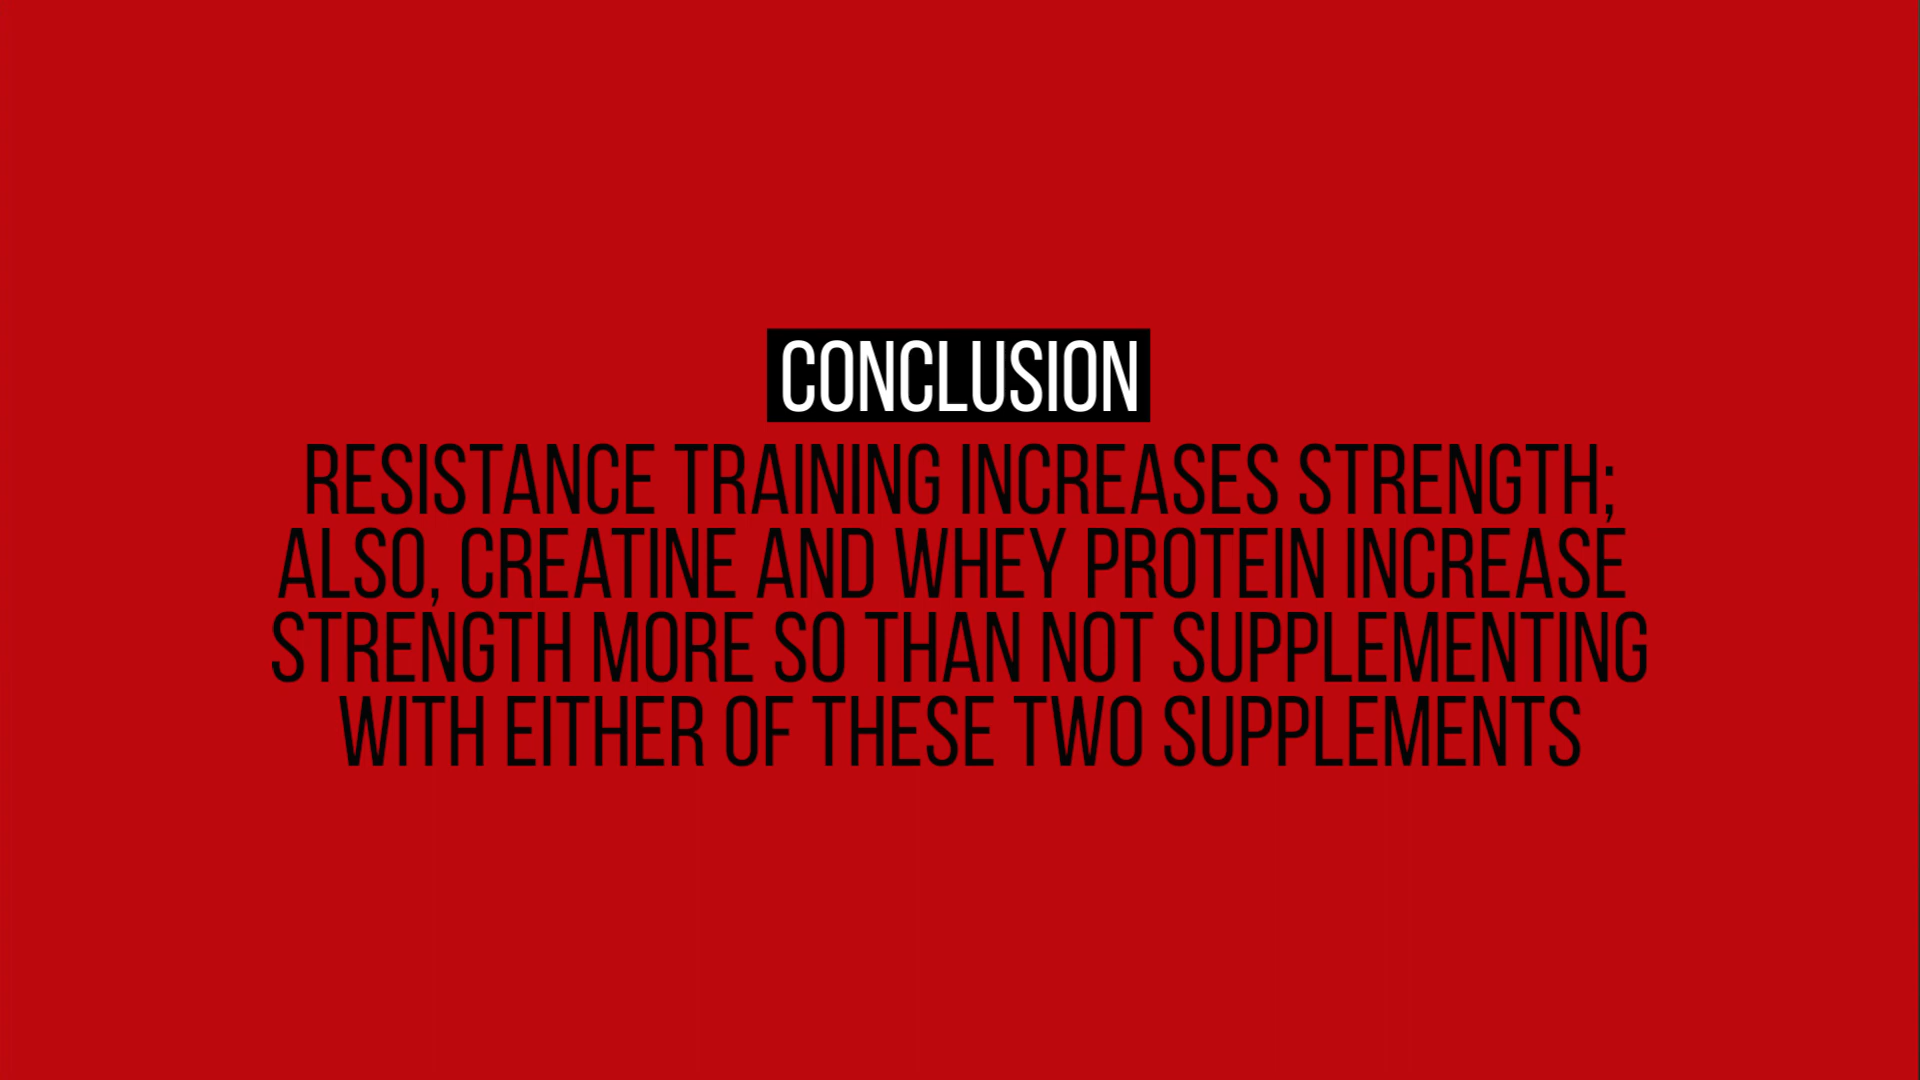 CONCLUSION
RESISTANCE TRAINING INCREASES STRENGTH;
ALSO, CREATINE AND WHEY PROTEIN INCREASE
STRENGTH MORE SO THAN NOT SUPPLEMENTING
WITH EITHER OF THESE TWO SUPPLEMENTS